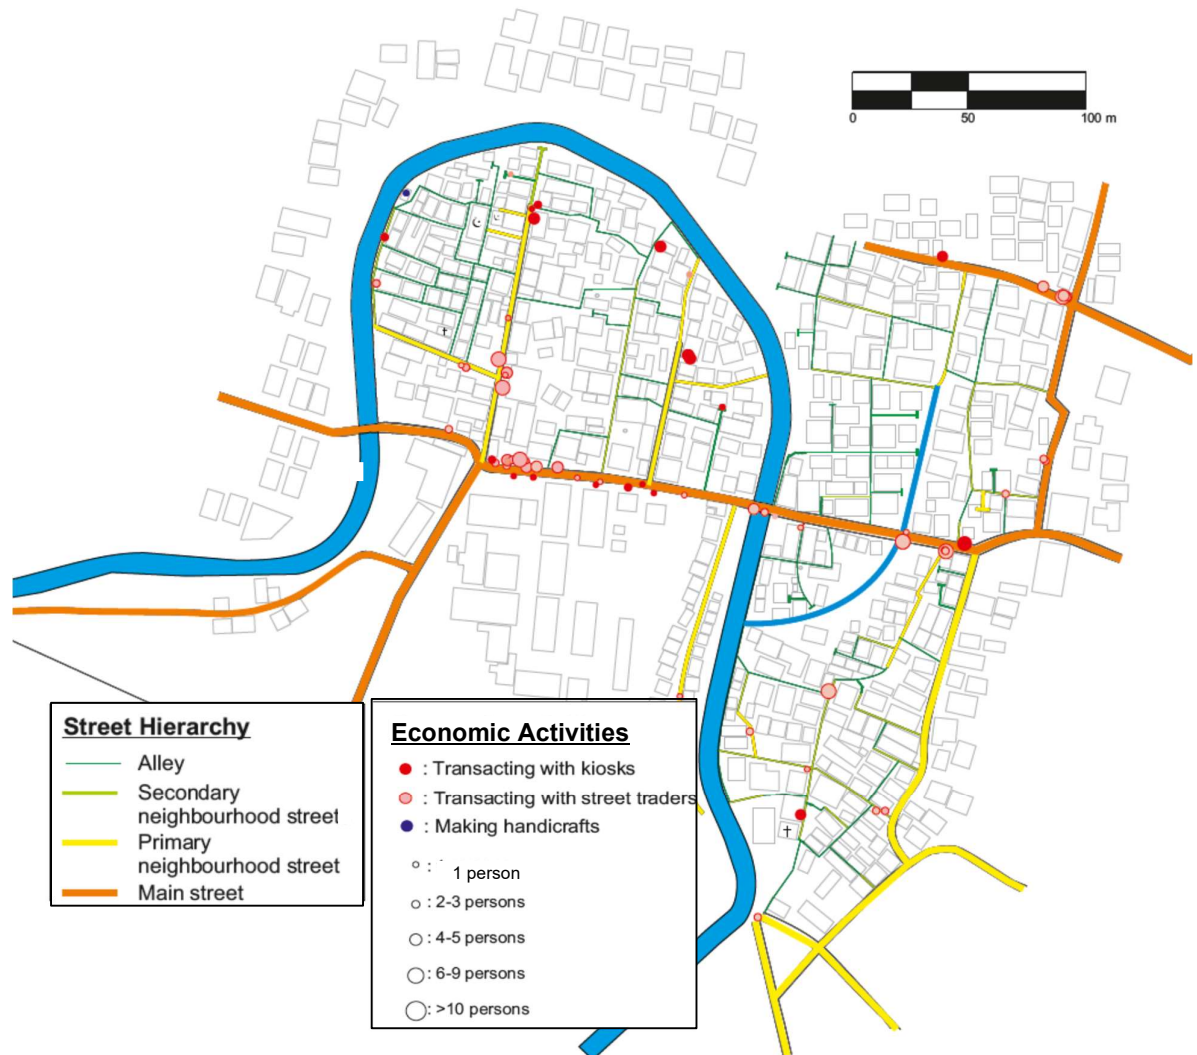 0 50 100 m
Street Hierarchy
Alley
Secondary
neighbourhood street
Primary
neighbourhood street
Main street
Economic Activities
: Transacting with kiosks
: Transacting with street traders
: Making handicrafts
: 1 person
: 2-3 persons
: 4-5 persons
: 6-9 persons
: >10 persons